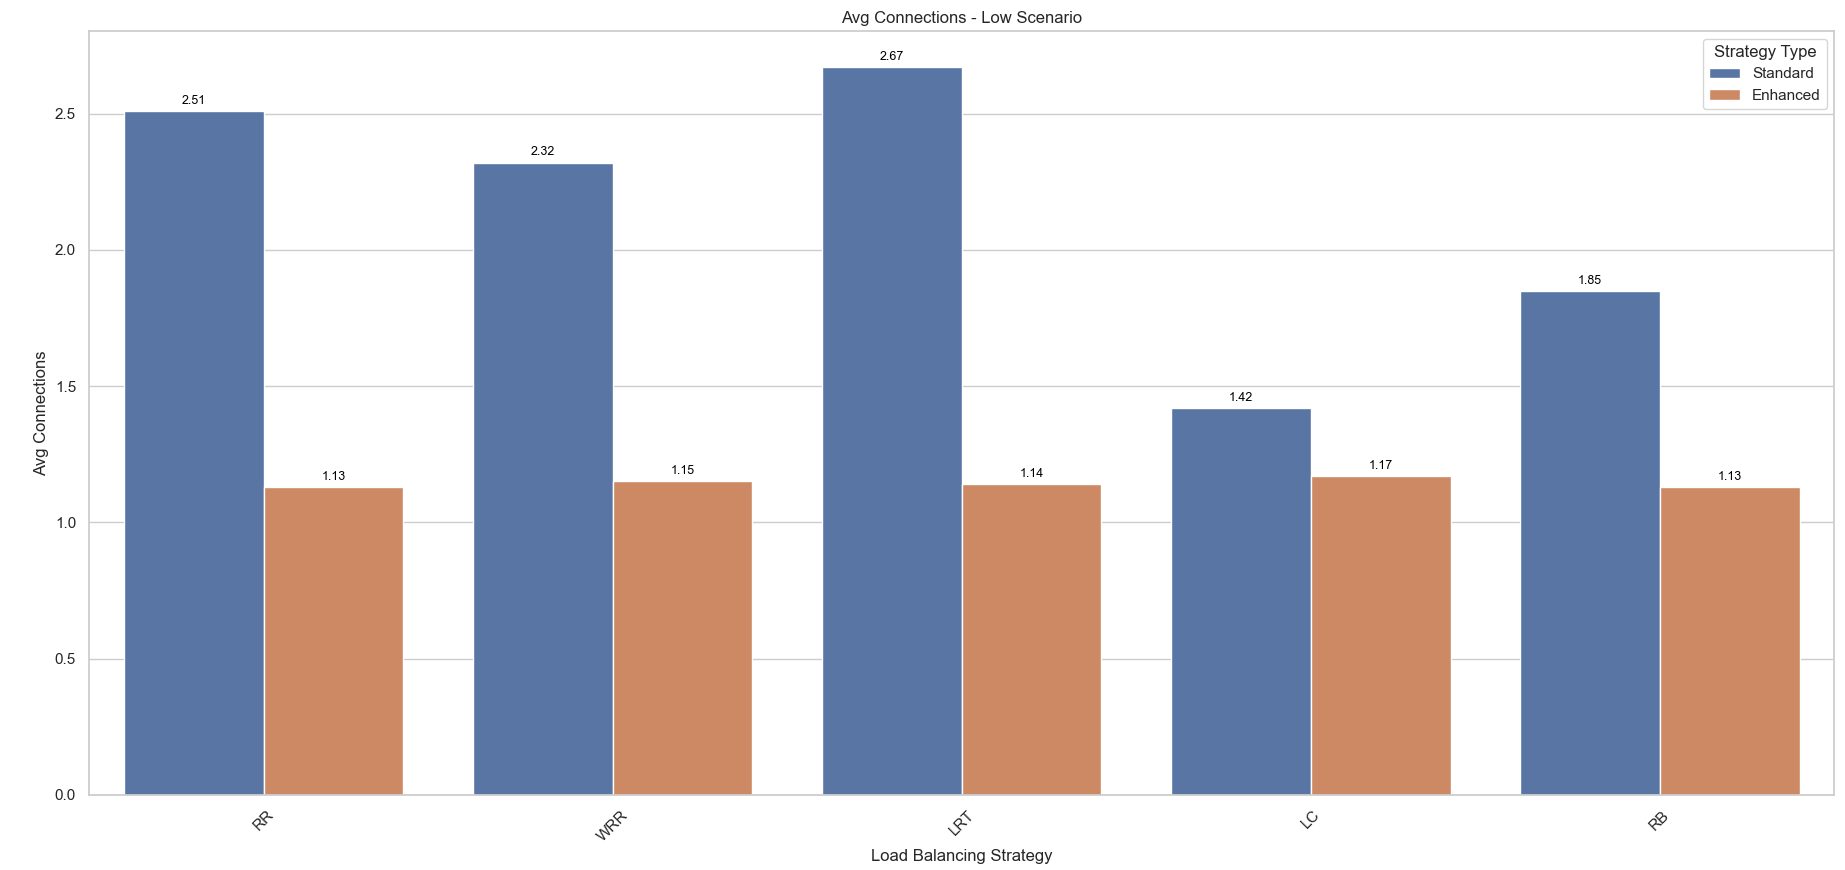 Avg Connections - Low Scenario
Strategy Type
Standard
Enhanced
Avg Connections
2.5
2.0
1.5
1.0
0.5
0.0
2.51
1.13
2.32
1.15
2.67
1.14
1.42
1.17
1.85
1.13
RR
WRR
LRT
LC
RB
Load Balancing Strategy